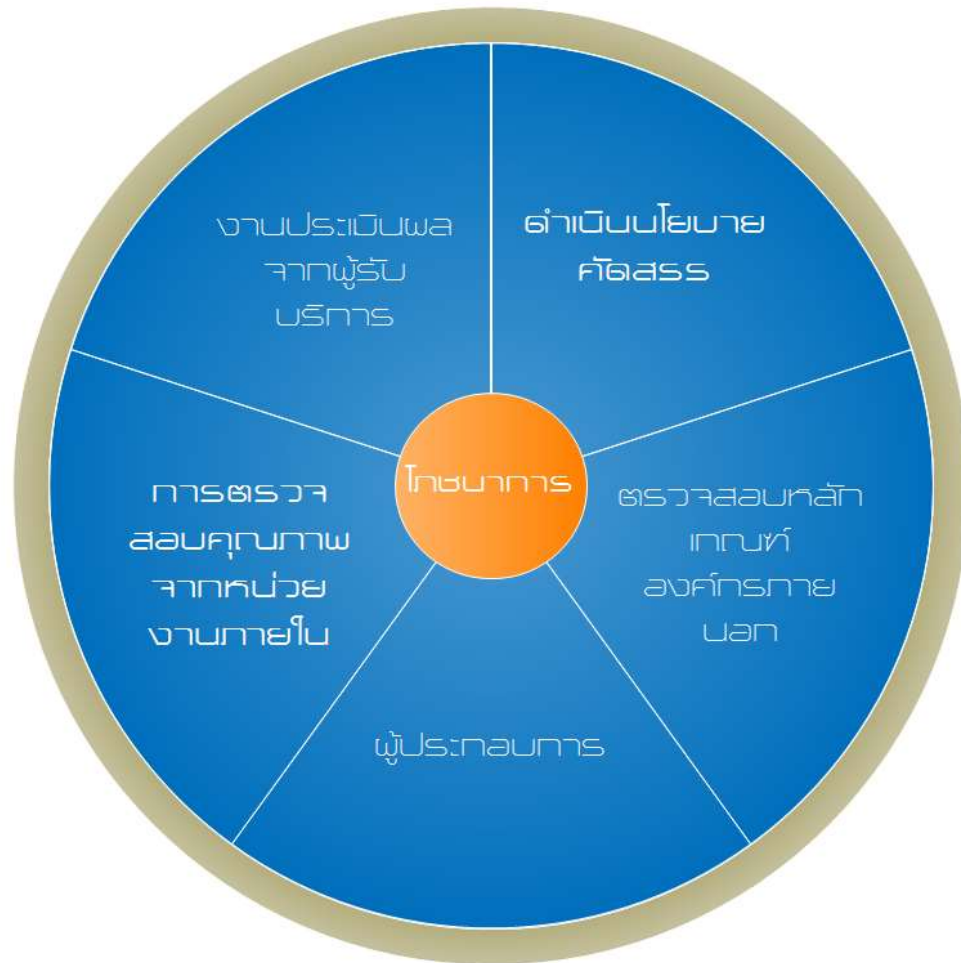 ดำเนินนโยบาย
คัดสรร
ตรวจสอบหลัก
เกณฑ์
องค์กรภาย
นอก
ผู้ประกอบการ
การตรวจ
สอบคุณภาพ
จากหน่วย
งานภายใน
งานประเมินผล
จากผู้รับ
บริการ
โภชนาการ